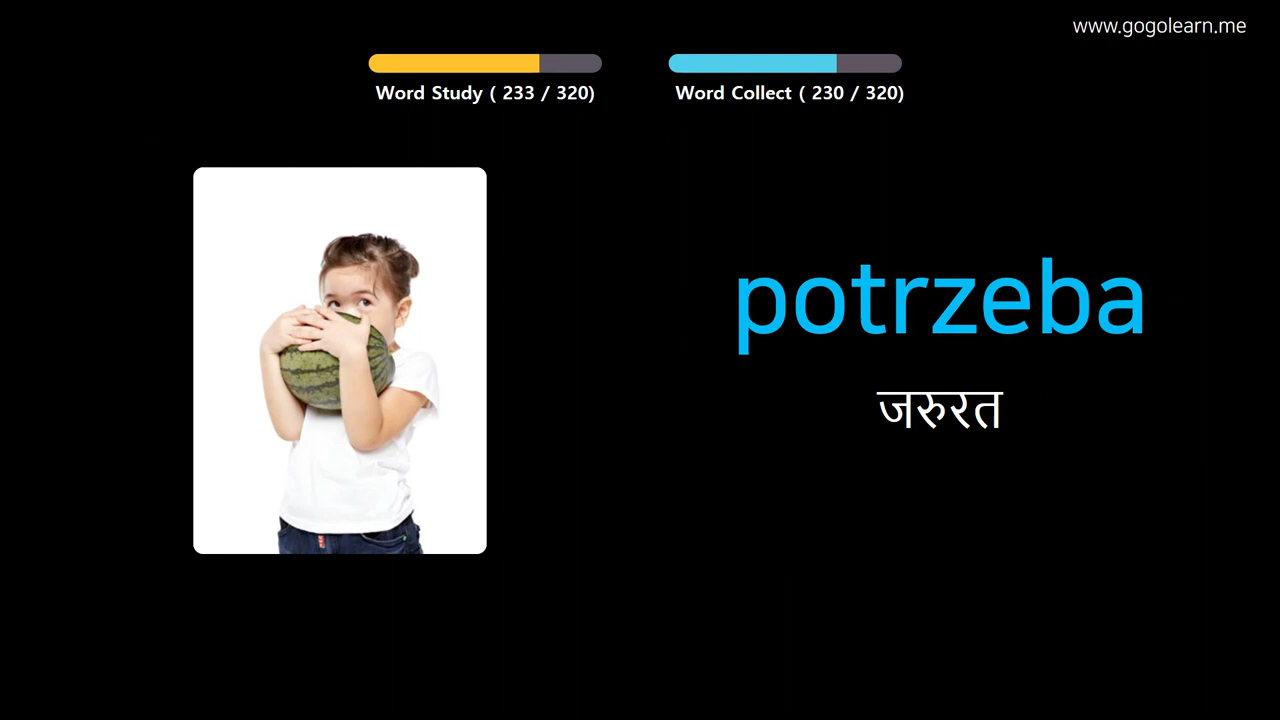 www.gogolearn.me
Word Study ( 233 / 320)
Word Collect ( 230 / 320)
potrzeba
जरुरत